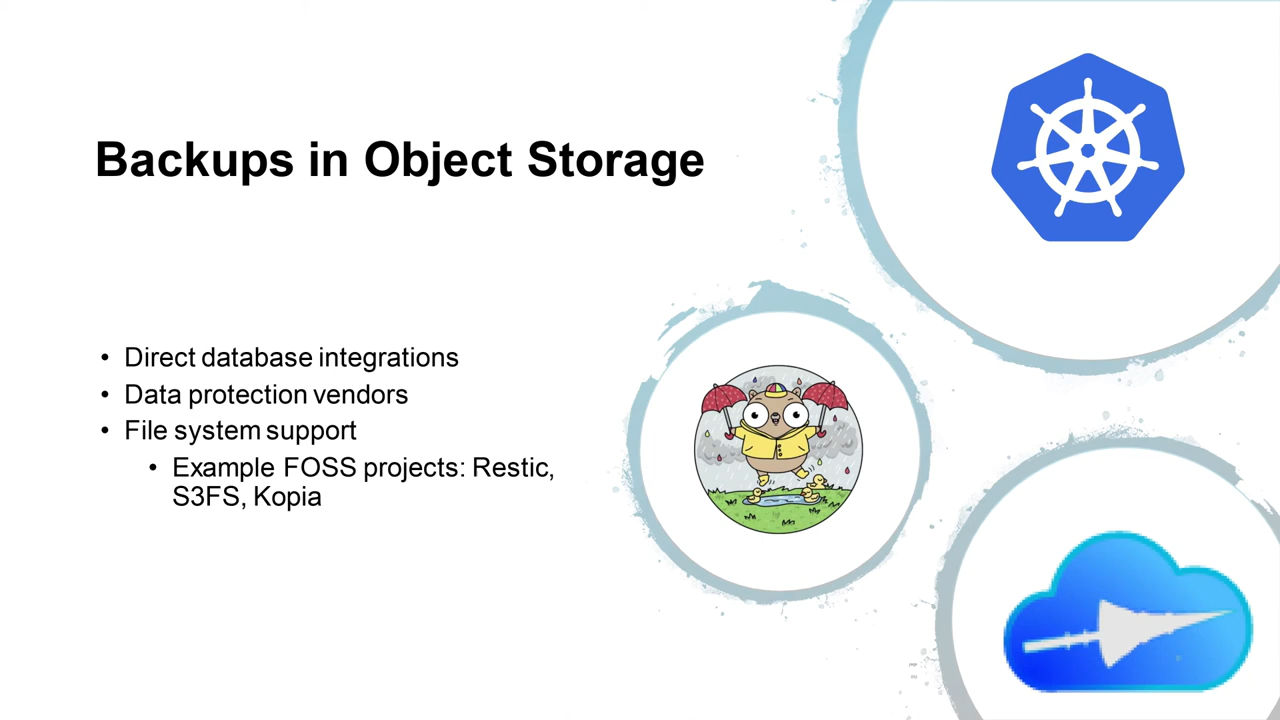 Backups in Object Storage
• Direct database integrations
• Data protection vendors
• File system support
• Example FOSS projects: Restic,
S3FS, Kopia